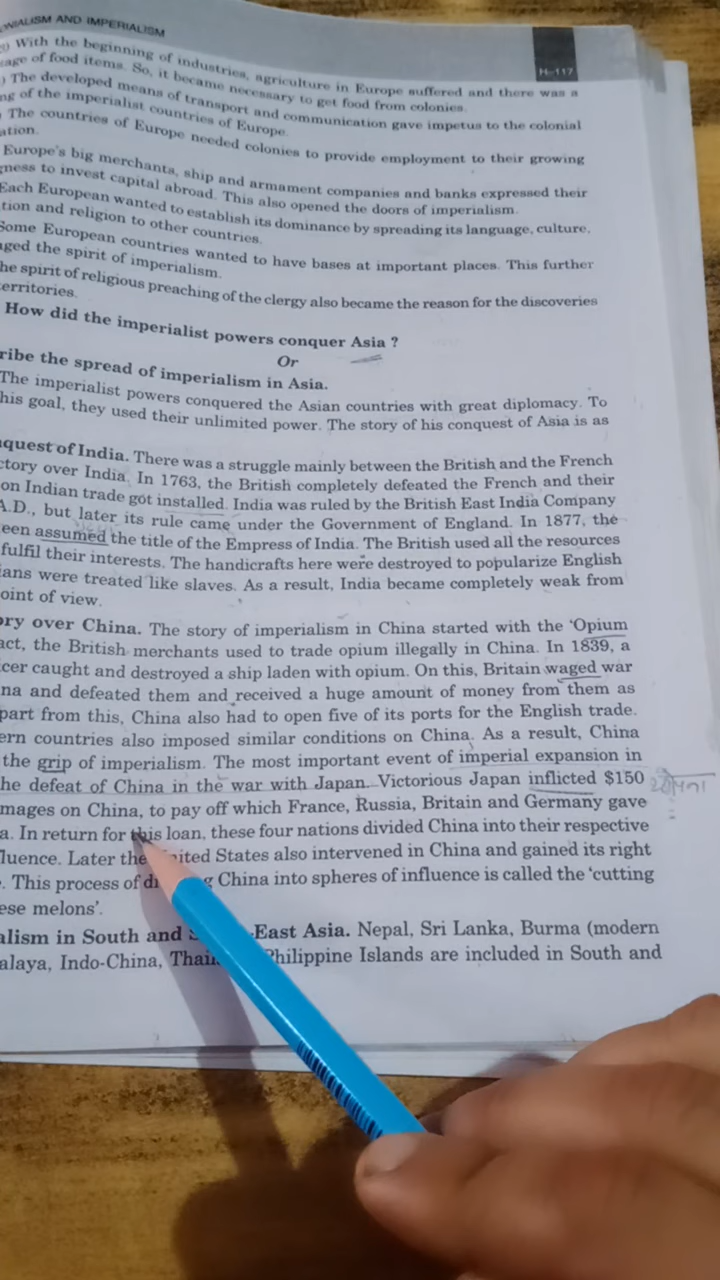 ONIALISM AND IMPERIALISM
H-117
) With the beginning of industries, agriculture in Europe suffered and there was a
age of food items. So, it became necessary to get food from colonies.
) The developed means of transport and communication gave impetus to the colonial
ng of the imperialist countries of Europe.
The countries of Europe needed colonies to provide employment to their growing
ation.
Europe's big merchants, ship and armament companies and banks expressed their
gness to invest capital abroad. This also opened the doors of imperialism.
Each European wanted to establish its dominance by spreading its language, culture,
tion and religion to other countries.
Some European countries wanted to have bases at important places. This further
aged the spirit of imperialism.
he spirit of religious preaching of the clergy also became the reason for the discoveries
erritories.
How did the imperialist powers conquer Asia ?
Or
ribe the spread of imperialism in Asia.
The imperialist powers conquered the Asian countries with great diplomacy. To
his goal, they used their unlimited power. The story of his conquest of Asia is as
quest of India. There was a struggle mainly between the British and the French
ctory over India. In 1763, the British completely defeated the French and their
on Indian trade got installed. India was ruled by the British East India Company
A.D., but later its rule came under the Government of England. In 1877, the
een assumed the title of the Empress of India. The British used all the resources
fulfil their interests. The handicrafts here were destroyed to popularize English
ians were treated like slaves. As a result, India became completely weak from
oint of view.
ory over China. The story of imperialism in China started with the 'Opium
act, the British merchants used to trade opium illegally in China. In 1839, a
cer caught and destroyed a ship laden with opium. On this, Britain waged war
na and defeated them and received a huge amount of money from them as
part from this, China also had to open five of its ports for the English trade.
ern countries also imposed similar conditions on China. As a result, China
the grip of imperialism. The most important event of imperial expansion in
he defeat of China in the war with Japan. Victorious Japan inflicted $150
mages on China, to pay off which France, Russia, Britain and Germany gave
a. In return for this loan, these four nations divided China into their respective
luence. Later the United States also intervened in China and gained its right
. This process of di g China into spheres of influence is called the 'cutting
ese melons'.
alism in South and East Asia. Nepal, Sri Lanka, Burma (modern
alaya, Indo-China, Thai Philippine Islands are included in South and